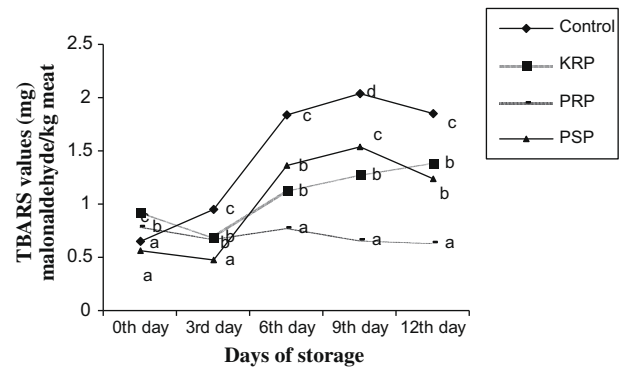 TBARS values (mg)
malonaldehyde/kg meat
2.5
2
1.5
1
0.5
0
c
b
a
a
c
b
b
a
c
b
b
a
d
c
b
a
c
b
b
a
0th day
3rd day
6th day
9th day
12th day
Days of storage
Control
KRP
PRP
PSP